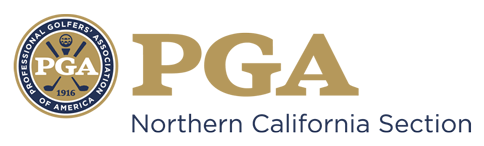 PROFESSIONAL GOLFERS' ASSOCIATION
PGA
1916
OF AMERICA
PGA
Northern California Section